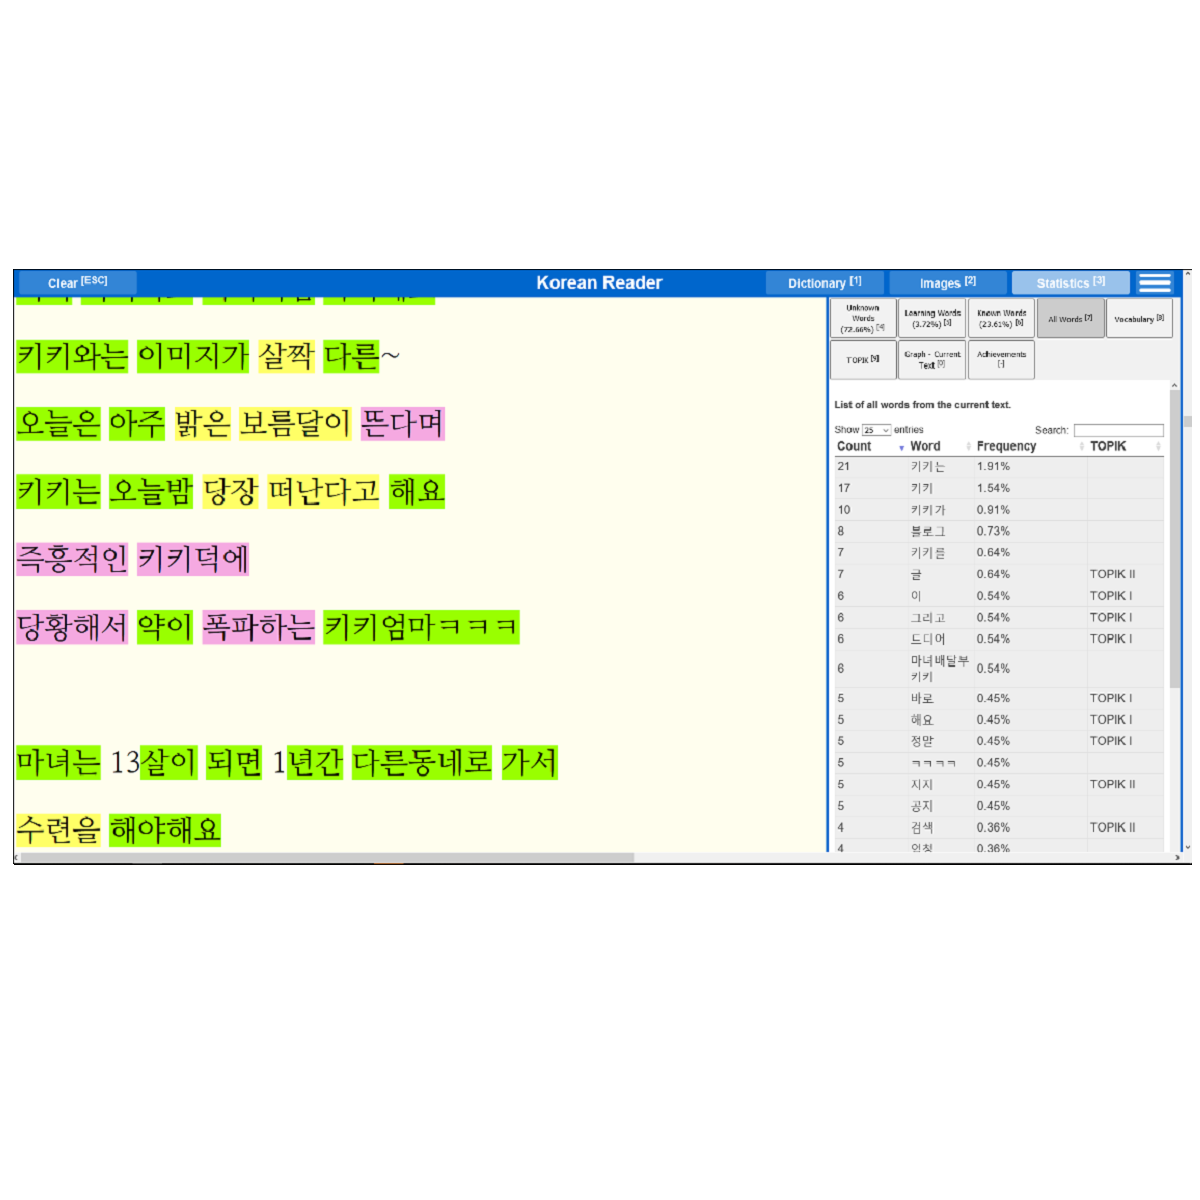 Clear [ESC]
Korean Reader
Dictionary [1]
Images [2]
Statistics [3]
키키와는 이미지가 살짝 다른~
오늘은 아주 밝은 보름달이 뜬다며
키키는 오늘밤 당장 떠난다고 해요
즉흥적인 키키덕에
당황해서 약이 폭파하는 키키엄마ㅋㅋㅋ
마녀는 13살이 되면 1년간 다른동네로 가서
수련을 해야해요
Unknown Words (72.66%) [4]
Learning Words (3.72%) [5]
Known Words (23.61%) [6]
All Words [7]
Vocabulary [8]
TOPIK [9]
Graph - Current Text [0]
Achievements [-]
List of all words from the current text.
Show 25 entries
Search:
Count Word Frequency TOPIK
21 키키는 1.91%
17 키키 1.54%
10 키키가 0.91%
8 블로그 0.73%
7 키키를 0.64%
7 글 0.64% TOPIK II
6 이 0.54% TOPIK I
6 그리고 0.54% TOPIK I
6 드디어 0.54% TOPIK I
6 마녀배달부 키키 0.54%
5 바로 0.45% TOPIK I
5 해요 0.45% TOPIK I
5 정말 0.45% TOPIK I
5 ㅋㅋㅋㅋ 0.45%
5 지지 0.45% TOPIK II
5 공지 0.45%
4 검색 0.36% TOPIK II
4 0.36%